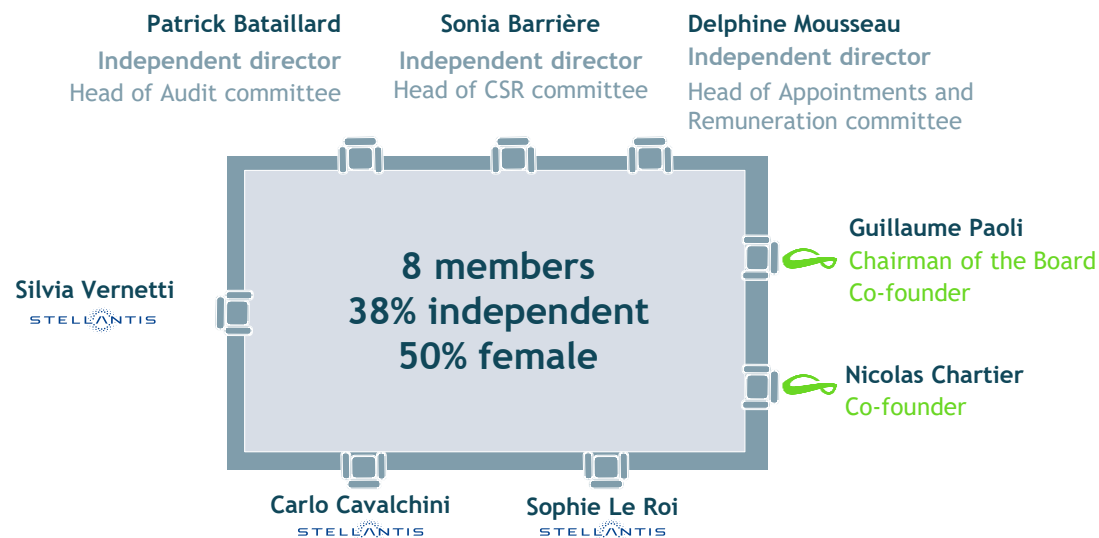 Patrick Bataillard
Independent director
Head of Audit committee
Sonia Barrière
Independent director
Head of CSR committee
Delphine Mousseau
Independent director
Head of Appointments and
Remuneration committee
Guillaume Paoli
Chairman of the Board
Co-founder
Silvia Vernetti
STELLANTIS
8 members
38% independent
50% female
Nicolas Chartier
Co-founder
Carlo Cavalchini
STELLANTIS
Sophie Le Roi
STELLANTIS